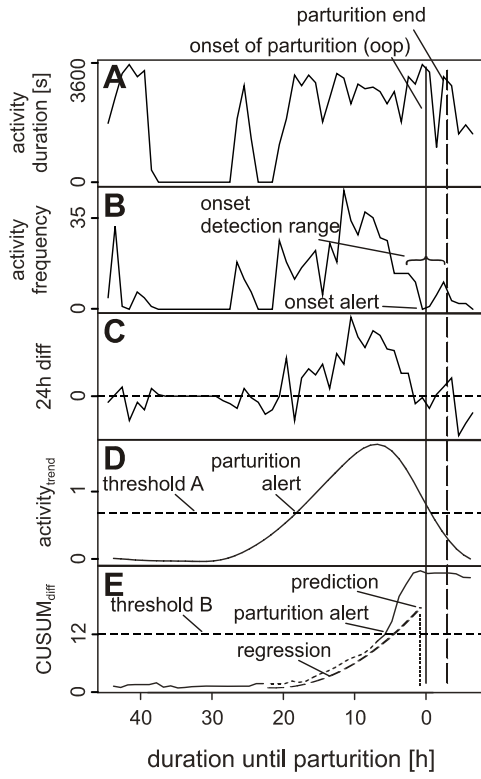 parturition end
onset of parturition (oop)
A
3600
0
activity
duration [s]
B
35
0
activity
frequency
onset
detection range
onset alert
C
0
24h diff
D
1
0
activity_trend
threshold A
parturition
alert
E
12
0
CUSUM_diff
threshold B
prediction
parturition alert
regression
40 30 20 10 0
duration until parturition [h]